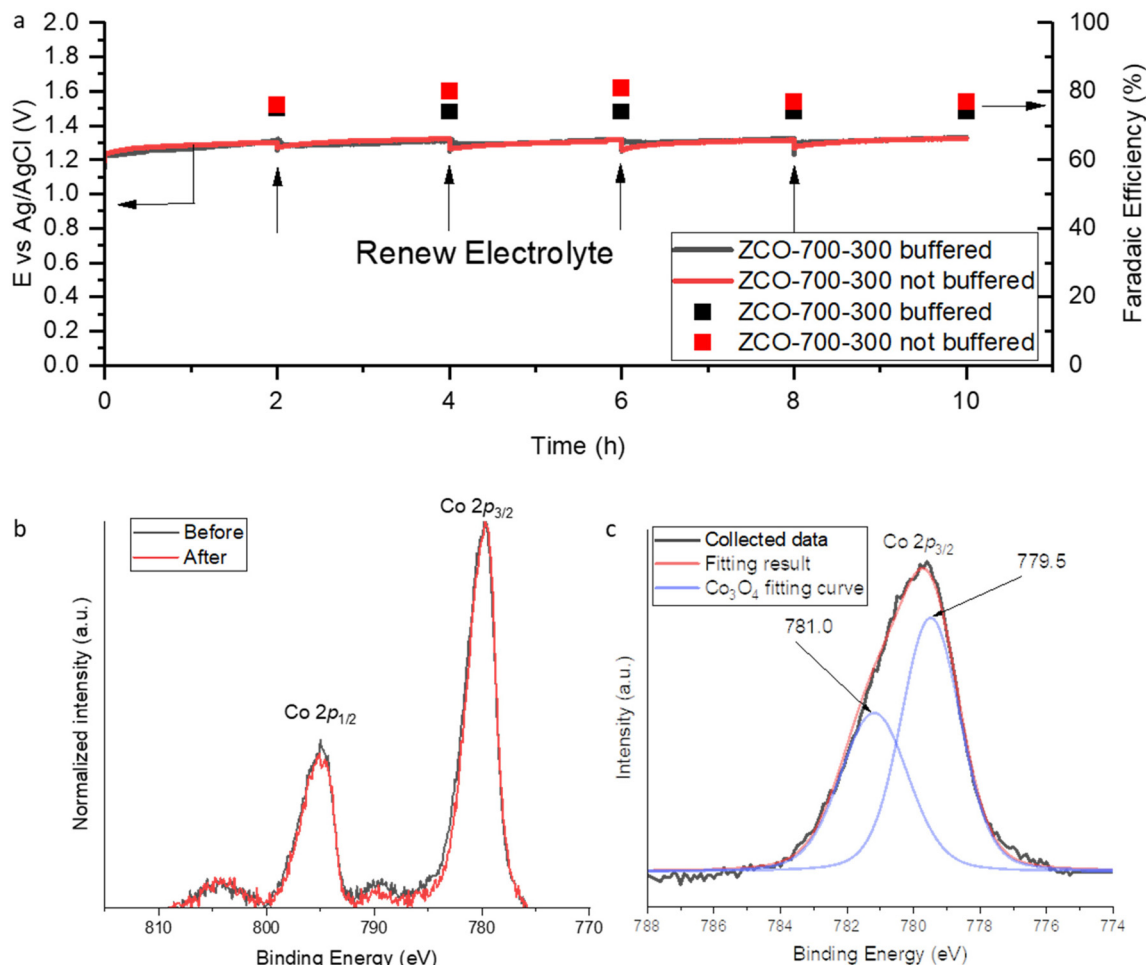 a
E vs Ag/AgCl (V)
2.0
1.8
1.6
1.4
1.2
1.0
0.8
0.6
0.4
0.2
0.0
Renew Electrolyte
ZCO-700-300 buffered
ZCO-700-300 not buffered
ZCO-700-300 buffered
ZCO-700-300 not buffered
100
80
60
40
20
0
Faradaic Efficiency (%)
0 2 4 6 8 10
Time (h)
b
Before
After
Co 2p1/2
Co 2p3/2
Normalized intensity (a.u.)
810 800 790 780 770
Binding Energy (eV)
c
Collected data
Fitting result
Co3O4 fitting curve
Co 2p3/2
779.5
781.0
Intensity (a.u.)
788 786 784 782 780 778 776 774
Binding Energy (eV)